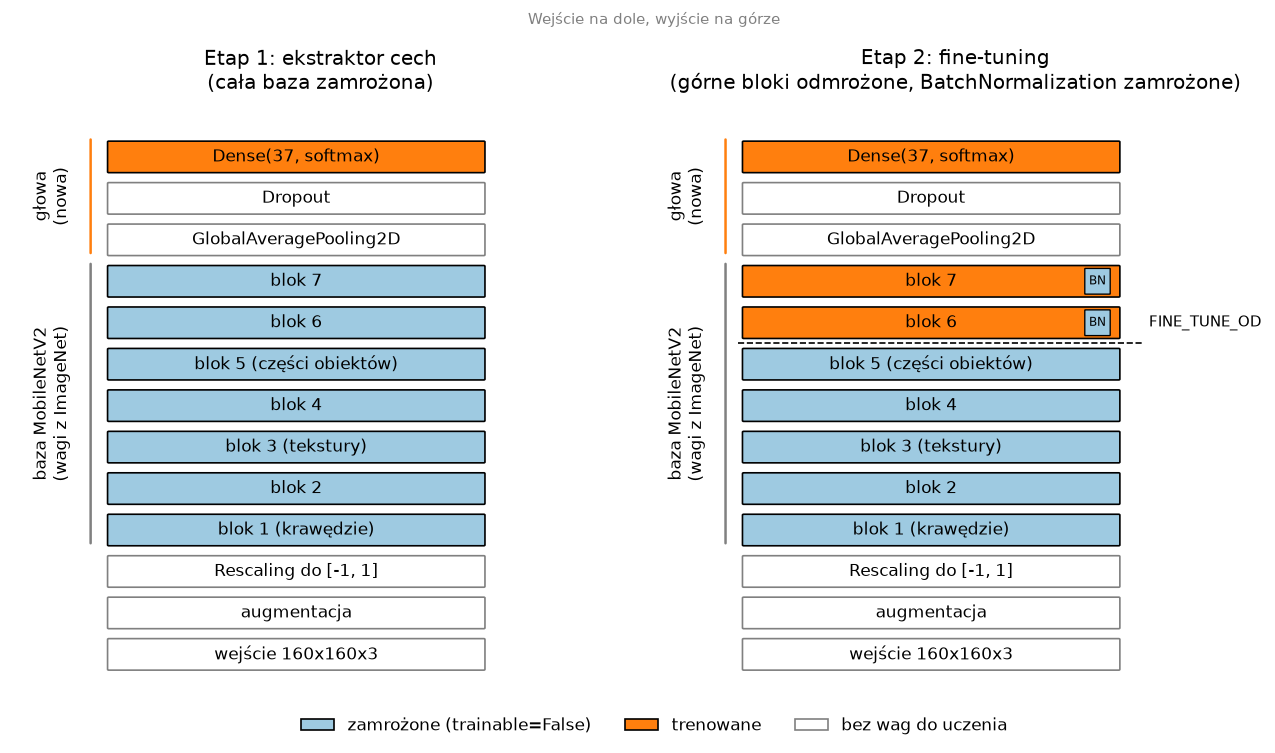 Wejście na dole, wyjście na górze
Etap 1: ekstraktor cech
(cała baza zamrożona)
głowa
(nowa)
baza MobileNetV2
(wagi z ImageNet)
Dense(37, softmax)
Dropout
GlobalAveragePooling2D
blok 7
blok 6
blok 5 (części obiektów)
blok 4
blok 3 (tekstury)
blok 2
blok 1 (krawędzie)
Rescaling do [-1, 1]
augmentacja
wejście 160x160x3
Etap 2: fine-tuning
(górne bloki odmrożone, BatchNormalization zamrożone)
głowa
(nowa)
baza MobileNetV2
(wagi z ImageNet)
Dense(37, softmax)
Dropout
GlobalAveragePooling2D
blok 7 BN
blok 6 BN
FINE_TUNE_OD
blok 5 (części obiektów)
blok 4
blok 3 (tekstury)
blok 2
blok 1 (krawędzie)
Rescaling do [-1, 1]
augmentacja
wejście 160x160x3
zamrożone (trainable=False)
trenowane
bez wag do uczenia